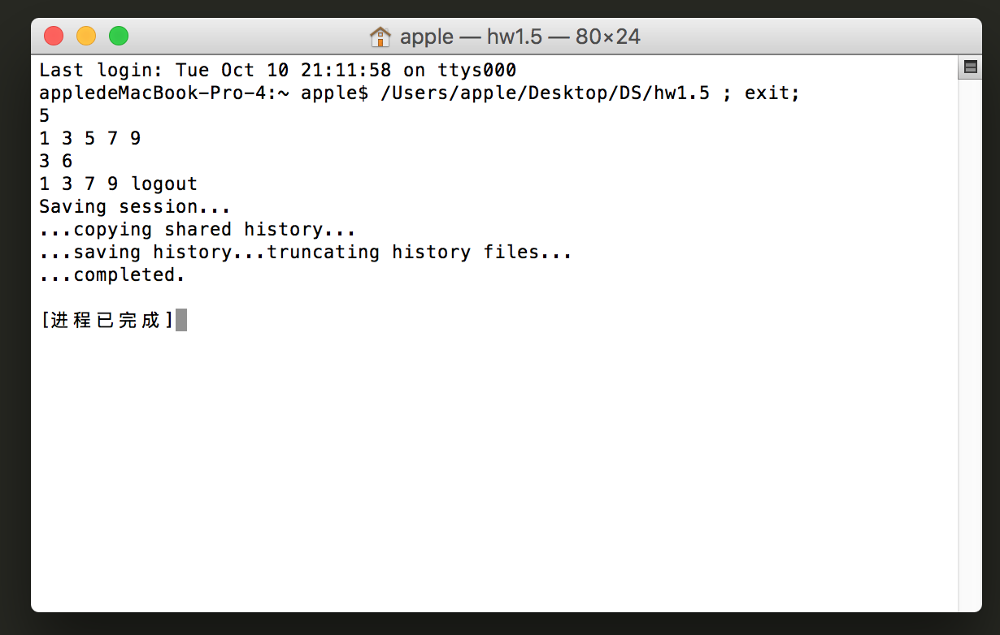 apple — hw1.5 — 80×24
Last login: Tue Oct 10 21:11:58 on ttys000
appledeMacBook-Pro-4:~ apple$ /Users/apple/Desktop/DS/hw1.5 ; exit;
5
1 3 5 7 9
3 6
1 3 7 9 logout
Saving session...
...copying shared history...
...saving history...truncating history files...
...completed.
[进程已完成]